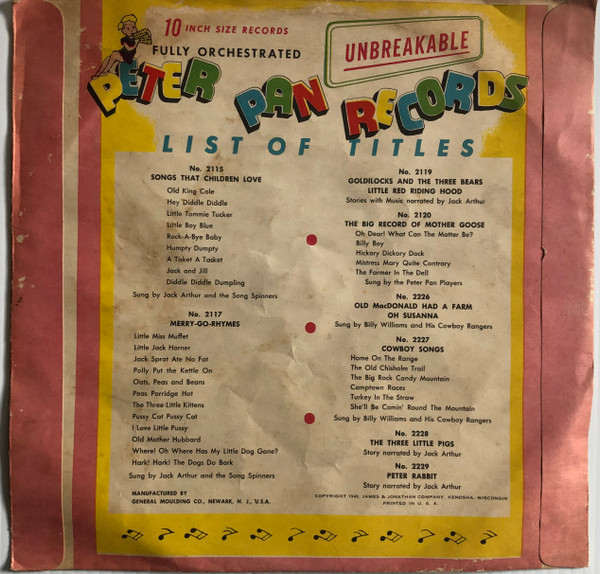 10 INCH SIZE RECORDS
FULLY ORCHESTRATED
UNBREAKABLE
PETER PAN RECORDS
LIST OF TITLES
No. 2115
SONGS THAT CHILDREN LOVE
Old King Cole
Hey Diddle Diddle
Little Tommie Tucker
Little Boy Blue
Rock-A-Bye Baby
Humpty Dumpty
A Tisket A Tasket
Jack and Jill
Diddle Diddle Dumpling
Sung by Jack Arthur and the Song Spinners
No. 2117
MERRY-GO-RHYMES
Little Miss Muffet
Little Jack Horner
Jack Sprat Ate No Fat
Polly Put the Kettle On
Oats, Peas and Beans
Peas Porridge Hot
The Three Little Kittens
Pussy Cat Pussy Cat
I Love Little Pussy
Old Mother Hubbard
Where! Oh Where Has My Little Dog Gone?
Hark! Hark! The Dogs Do Bark
Sung by Jack Arthur and the Song Spinners
MANUFACTURED BY
GENERAL MOULDING CO., NEWARK, N. J., U.S.A.
No. 2119
GOLDILOCKS AND THE THREE BEARS
LITTLE RED RIDING HOOD
Stories with Music narrated by Jack Arthur
No. 2120
THE BIG RECORD OF MOTHER GOOSE
Oh Dear! What Can The Matter Be?
Billy Boy
Hickory Dickory Dock
Mistress Mary Quite Contrary
The Farmer In The Dell
Sung by the Peter Pan Players
No. 2226
OLD MacDONALD HAD A FARM
OH SUSANNA
Sung by Billy Williams and His Cowboy Rangers
No. 2227
COWBOY SONGS
Home On The Range
The Old Chisholm Trail
The Big Rock Candy Mountain
Camptown Races
Turkey In The Straw
She'll Be Comin' Round The Mountain
Sung by Billy Williams and His Cowboy Rangers
No. 2228
THE THREE LITTLE PIGS
Story narrated by Jack Arthur
No. 2229
PETER RABBIT
Story narrated by Jack Arthur
COPYRIGHT 1949, JAMES & JONATHAN COMPANY, KENOSHA, WISCONSIN
PRINTED IN U. S. A.